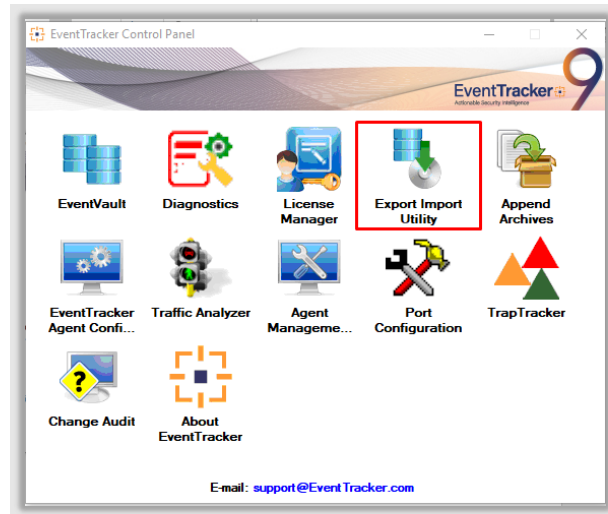 EventTracker Control Panel
EventTracker
Actionable Security Intelligence
9
EventVault
Diagnostics
License
Manager
Export Import
Utility
Append
Archives
EventTracker
Agent Confi...
Traffic Analyzer
Agent
Manageme...
Port
Configuration
TrapTracker
?
Change Audit
About
EventTracker
E-mail: support@EventTracker.com